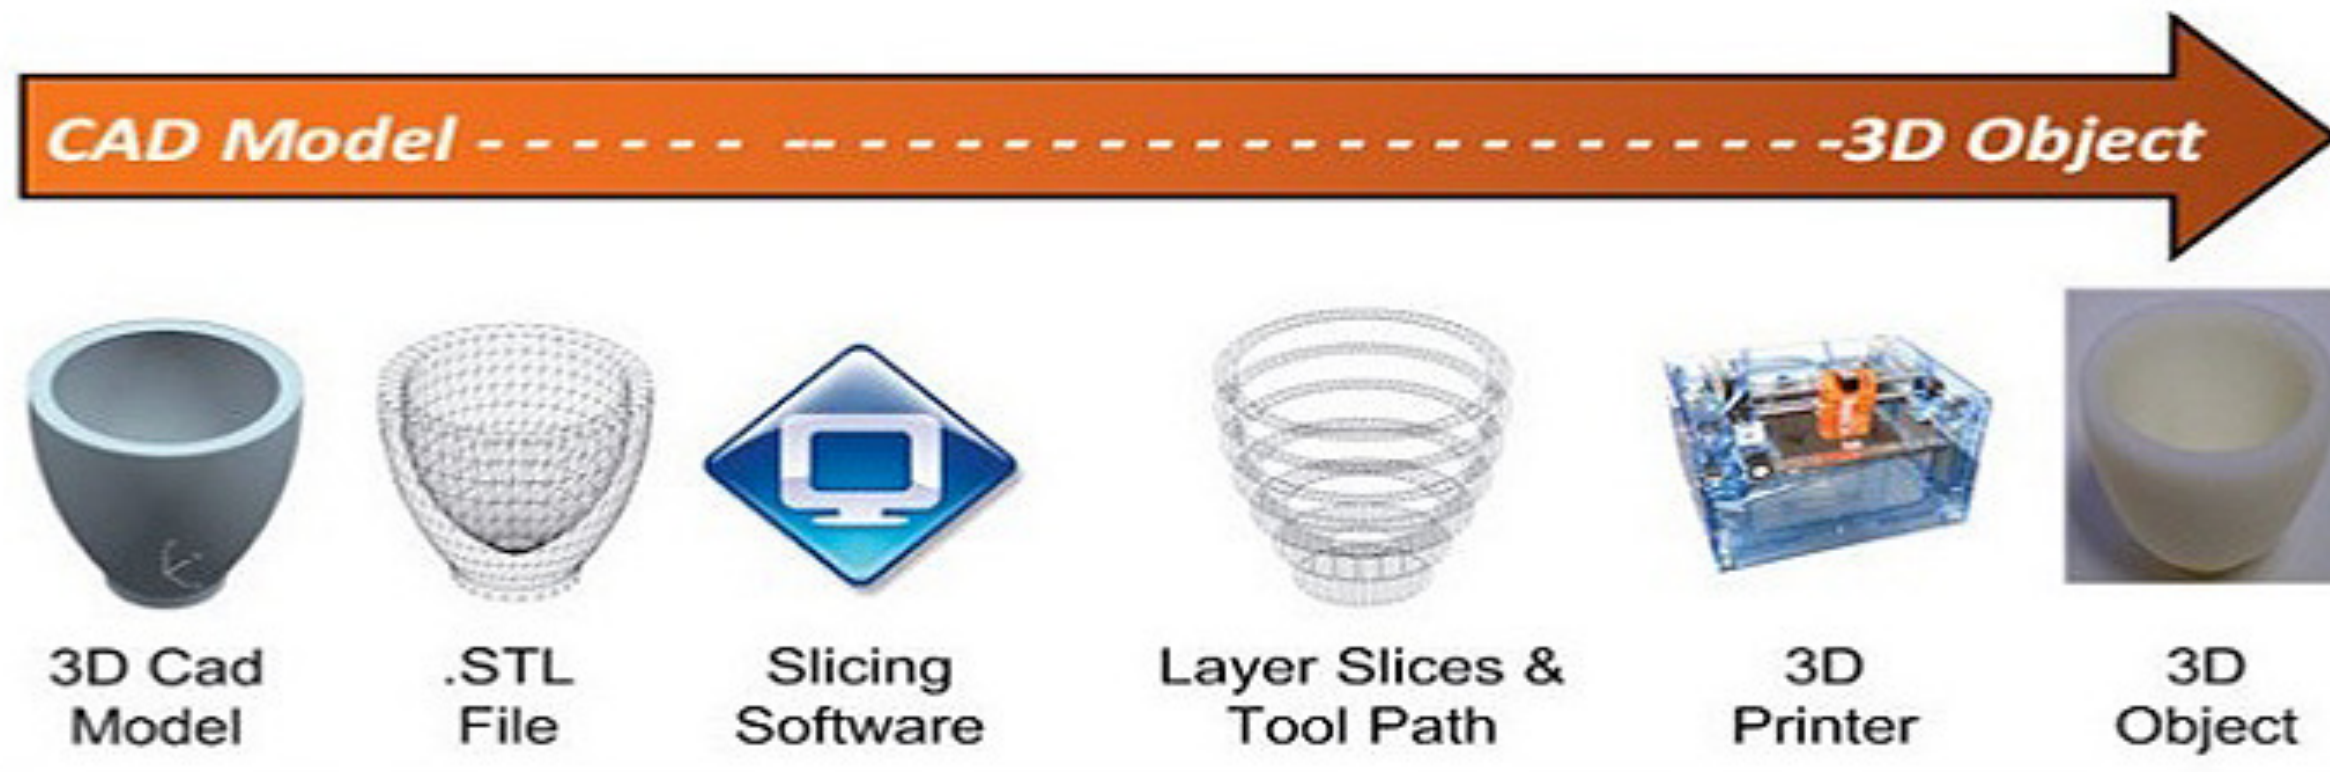 CAD Model - - - - - - -- - - - - - - - - - - - - - - - - - - -3D Object
3D Cad
Model
.STL
File
Slicing
Software
Layer Slices &
Tool Path
3D
Printer
3D
Object